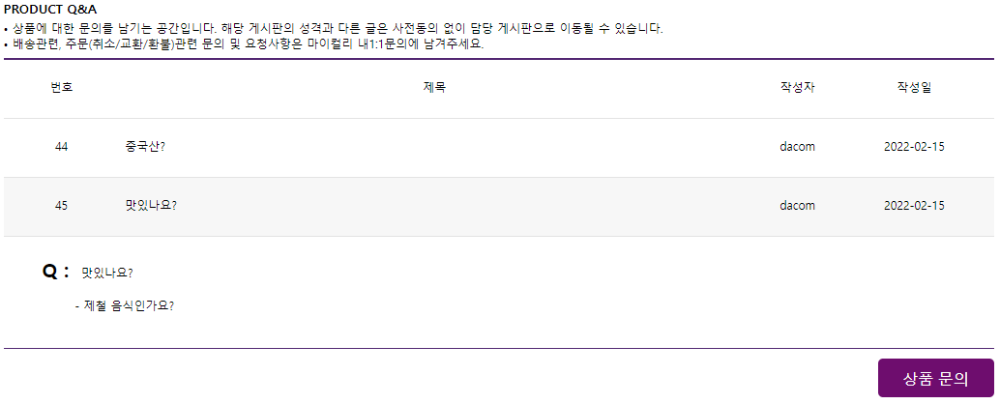 PRODUCT Q&A
• 상품에 대한 문의를 남기는 공간입니다. 해당 게시판의 성격과 다른 글은 사전동의 없이 담당 게시판으로 이동될 수 있습니다.
• 배송관련, 주문(취소/교환/환불)관련 문의 및 요청사항은 마이컬리 내1:1문의에 남겨주세요.
번호 제목 작성자 작성일
44 중국산? dacom 2022-02-15
45 맛있나요? dacom 2022-02-15
Q : 맛있나요?
- 제철 음식인가요?
상품 문의